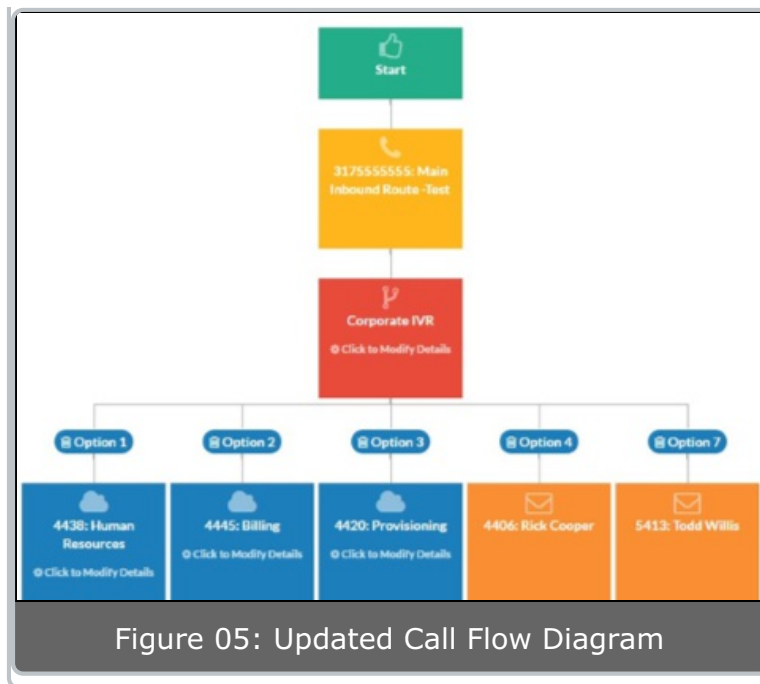 Start
3175555555: Main
Inbound Route -Test
Corporate IVR
Click to Modify Details
Option 1
Option 2
Option 3
Option 4
Option 7
4438: Human
Resources
Click to Modify Details
4445: Billing
Click to Modify Details
4420: Provisioning
Click to Modify Details
4406: Rick Cooper
5413: Todd Willis
Figure 05: Updated Call Flow Diagram